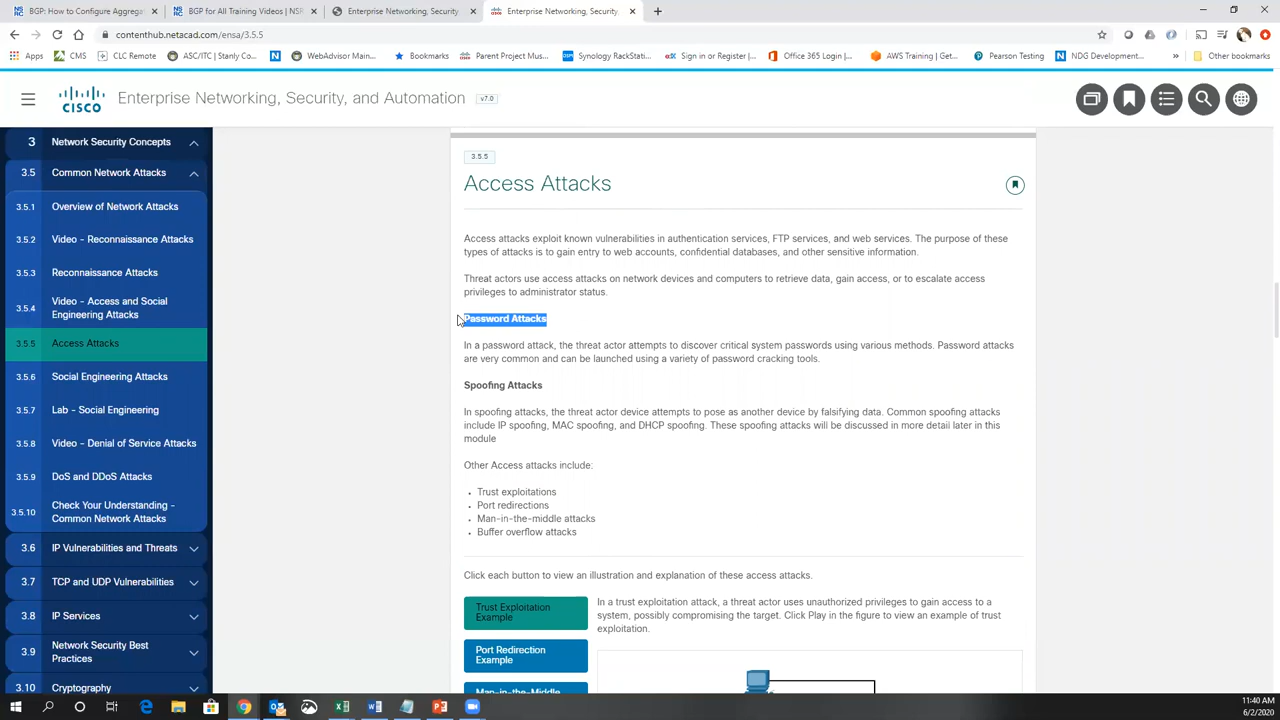 BGP: How to Configure Aggregat
BGP for All Training Videos | NSR
Enterprise Networking, Security,
Enterprise Networking, Security,
contenthub.netacad.com/ensa/3.5.5
Apps
CMS
CLC Remote
ASC/ITC | Stanly Co...
WebAdvisor Main...
Bookmarks
Parent Project Mus...
Synology RackStati...
Sign in or Register |...
Office 365 Login |...
AWS Training | Get...
Pearson Testing
NDG Development...
»
Other bookmarks
CISCO
Enterprise Networking, Security, and Automation
v7.0
3 Network Security Concepts
3.5 Common Network Attacks
3.5.1 Overview of Network Attacks
3.5.2 Video - Reconnaissance Attacks
3.5.3 Reconnaissance Attacks
3.5.4 Video - Access and Social
Engineering Attacks
3.5.5 Access Attacks
3.5.6 Social Engineering Attacks
3.5.7 Lab - Social Engineering
3.5.8 Video - Denial of Service Attacks
3.5.9 DoS and DDoS Attacks
3.5.10 Check Your Understanding -
Common Network Attacks
3.6 IP Vulnerabilities and Threats
3.7 TCP and UDP Vulnerabilities
3.8 IP Services
3.9 Network Security Best
Practices
3.10 Cryptography
3.5.5
Access Attacks
Access attacks exploit known vulnerabilities in authentication services, FTP services, and web services. The purpose of these
types of attacks is to gain entry to web accounts, confidential databases, and other sensitive information.
Threat actors use access attacks on network devices and computers to retrieve data, gain access, or to escalate access
privileges to administrator status.
Password Attacks
In a password attack, the threat actor attempts to discover critical system passwords using various methods. Password attacks
are very common and can be launched using a variety of password cracking tools.
Spoofing Attacks
In spoofing attacks, the threat actor device attempts to pose as another device by falsifying data. Common spoofing attacks
include IP spoofing, MAC spoofing, and DHCP spoofing. These spoofing attacks will be discussed in more detail later in this
module
Other Access attacks include:
• Trust exploitations
• Port redirections
• Man-in-the-middle attacks
• Buffer overflow attacks
Click each button to view an illustration and explanation of these access attacks.
Trust Exploitation
Example
Port Redirection
Example
Man-in-the-Middle
In a trust exploitation attack, a threat actor uses unauthorized privileges to gain access to a
system, possibly compromising the target. Click Play in the figure to view an example of trust
exploitation.
11:40 AM
6/2/2020